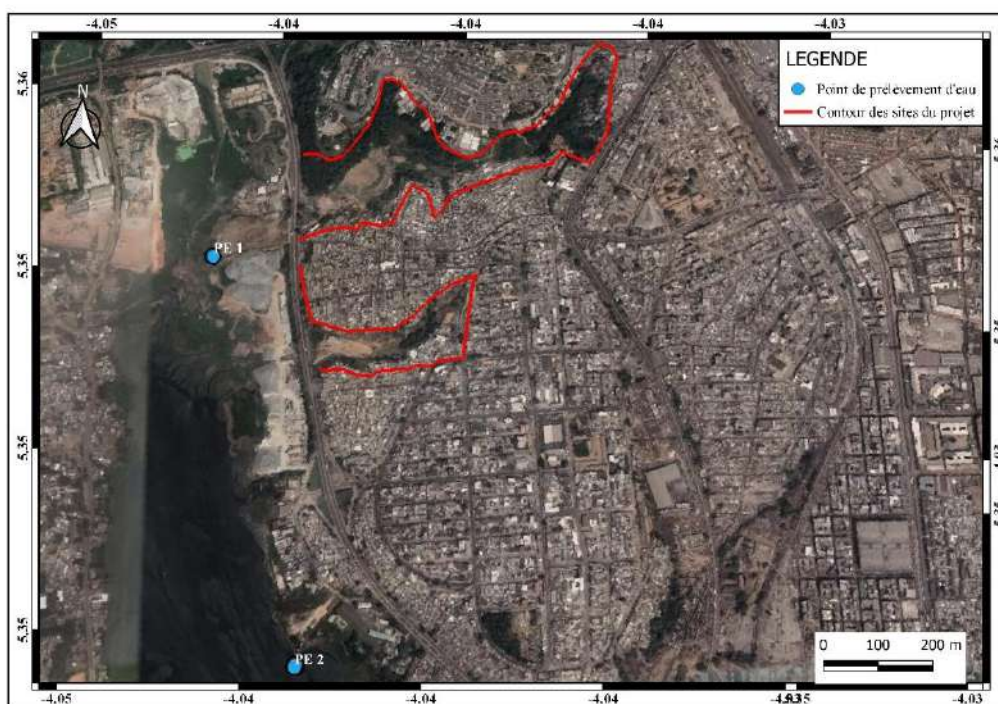 -4.05
-4.04
-4.04
-4.04
-4.03
N
LEGENDE
Point de prélèvement d'eau
Contour des sites du projet
5,36
PE 1
5,35
5,35
5,35
PE 2
0
100
200 m
-4.05
-4.04
-4.04
-4.04
-4.03